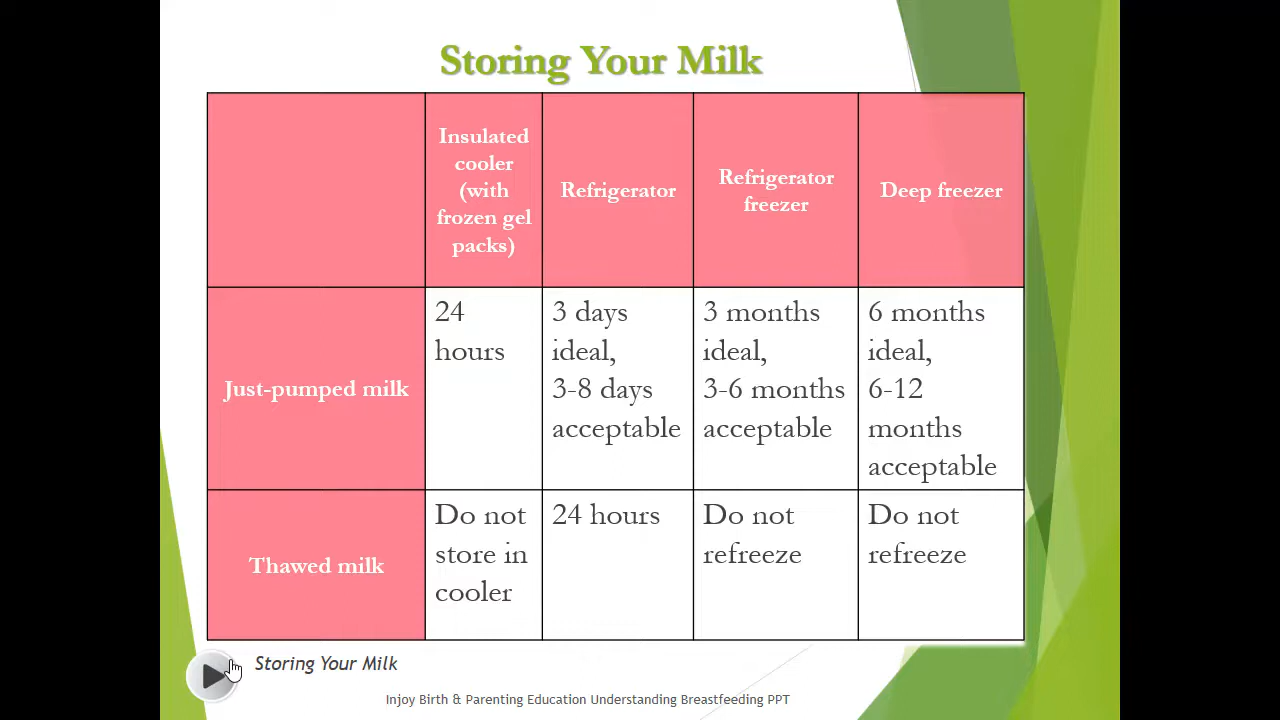 Storing Your Milk
Insulated
cooler
(with
frozen gel
packs)
Refrigerator
Refrigerator
freezer
Deep freezer
Just-pumped milk
24
hours
3 days
ideal,
3-8 days
acceptable
3 months
ideal,
3-6 months
acceptable
6 months
ideal,
6-12
months
acceptable
Thawed milk
Do not
store in
cooler
24 hours
Do not
refreeze
Do not
refreeze
Storing Your Milk
Injoy Birth & Parenting Education Understanding Breastfeeding PPT